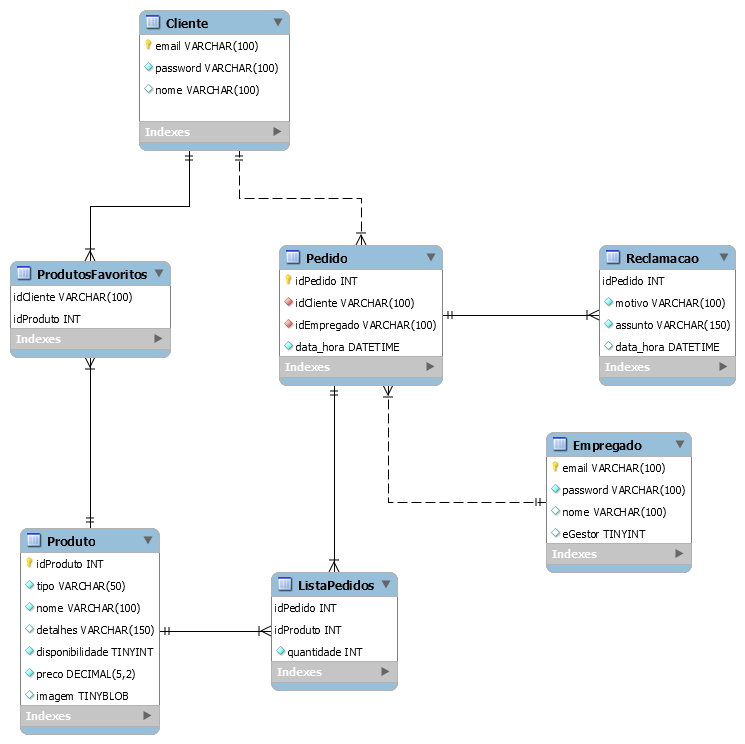 Cliente
email VARCHAR(100)
password VARCHAR(100)
nome VARCHAR(100)
Indexes
ProdutosFavoritos
idCliente VARCHAR(100)
idProduto INT
Indexes
Pedido
idPedido INT
idCliente VARCHAR(100)
idEmpregado VARCHAR(100)
data_hora DATETIME
Indexes
Reclamacao
idPedido INT
motivo VARCHAR(100)
assunto VARCHAR(150)
data_hora DATETIME
Indexes
Empregado
email VARCHAR(100)
password VARCHAR(100)
nome VARCHAR(100)
eGestor TINYINT
Indexes
Produto
idProduto INT
tipo VARCHAR(50)
nome VARCHAR(100)
detalhes VARCHAR(150)
disponibilidade TINYINT
preco DECIMAL(5,2)
imagem TINYBLOB
Indexes
ListaPedidos
idPedido INT
idProduto INT
quantidade INT
Indexes